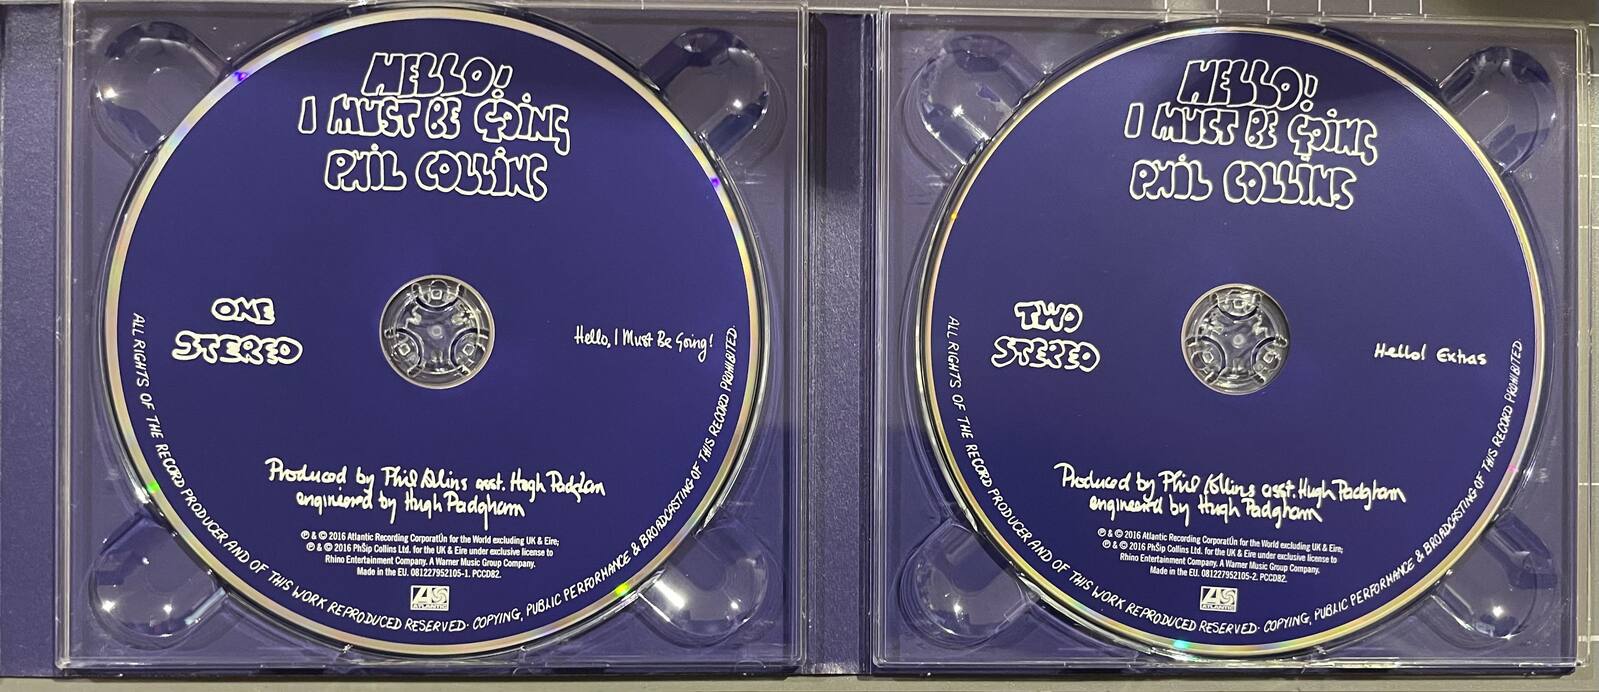 HELLO!
I MUST BE GOING
PHIL COLLINS
ONE
STEREO
Hello, I Must Be Going!
Produced by Phil Collins asst. Hugh Padgham
engineered by Hugh Padgham
℗ & © 2016 Atlantic Recording CorporatÛn for the World excluding UK & Eire;
℗ & © 2016 PhŠip Collins Ltd. for the UK & Eire under exclusive license to
Rhino Entertainment Company. A Warner Music Group Company.
Made in the EU. 081227952105-1. PCCD82.
ATLANTIC
ALL RIGHTS OF THE RECORD PRODUCER AND OF THIS WORK REPRODUCED RESERVED· COPYING, PUBLIC PERFORMANCE & BROADCASTING OF THIS RECORD PROHIBITED.
HELLO!
I MUST BE GOING
PHIL COLLINS
TWO
STEREO
Hello! Extras
Produced by Phil Collins asst. Hugh Padgham
engineered by Hugh Padgham
℗ & © 2016 Atlantic Recording CorporatÛn for the World excluding UK & Eire;
℗ & © 2016 PhŠip Collins Ltd. for the UK & Eire under exclusive license to
Rhino Entertainment Company. A Warner Music Group Company.
Made in the EU. 081227952105-2. PCCD82.
ATLANTIC
ALL RIGHTS OF THE RECORD PRODUCER AND OF THIS WORK REPRODUCED RESERVED· COPYING, PUBLIC PERFORMANCE & BROADCASTING OF THIS RECORD PROHIBITED.